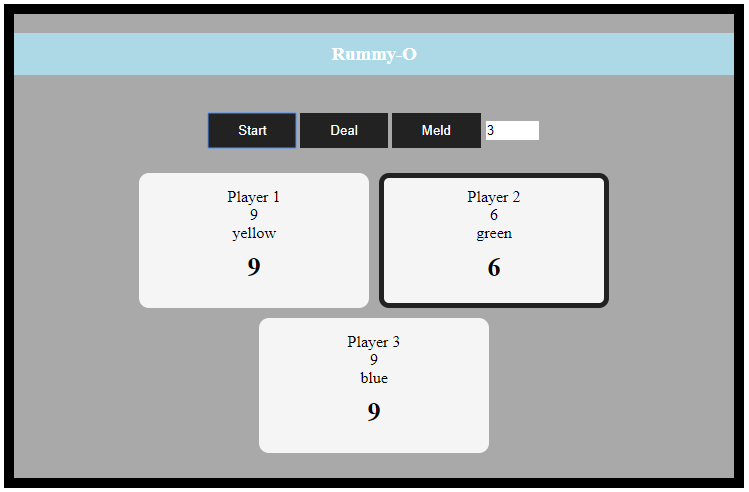 Rummy-O
Start Deal Meld 3
Player 1
9
yellow
9
Player 2
6
green
6
Player 3
9
blue
9